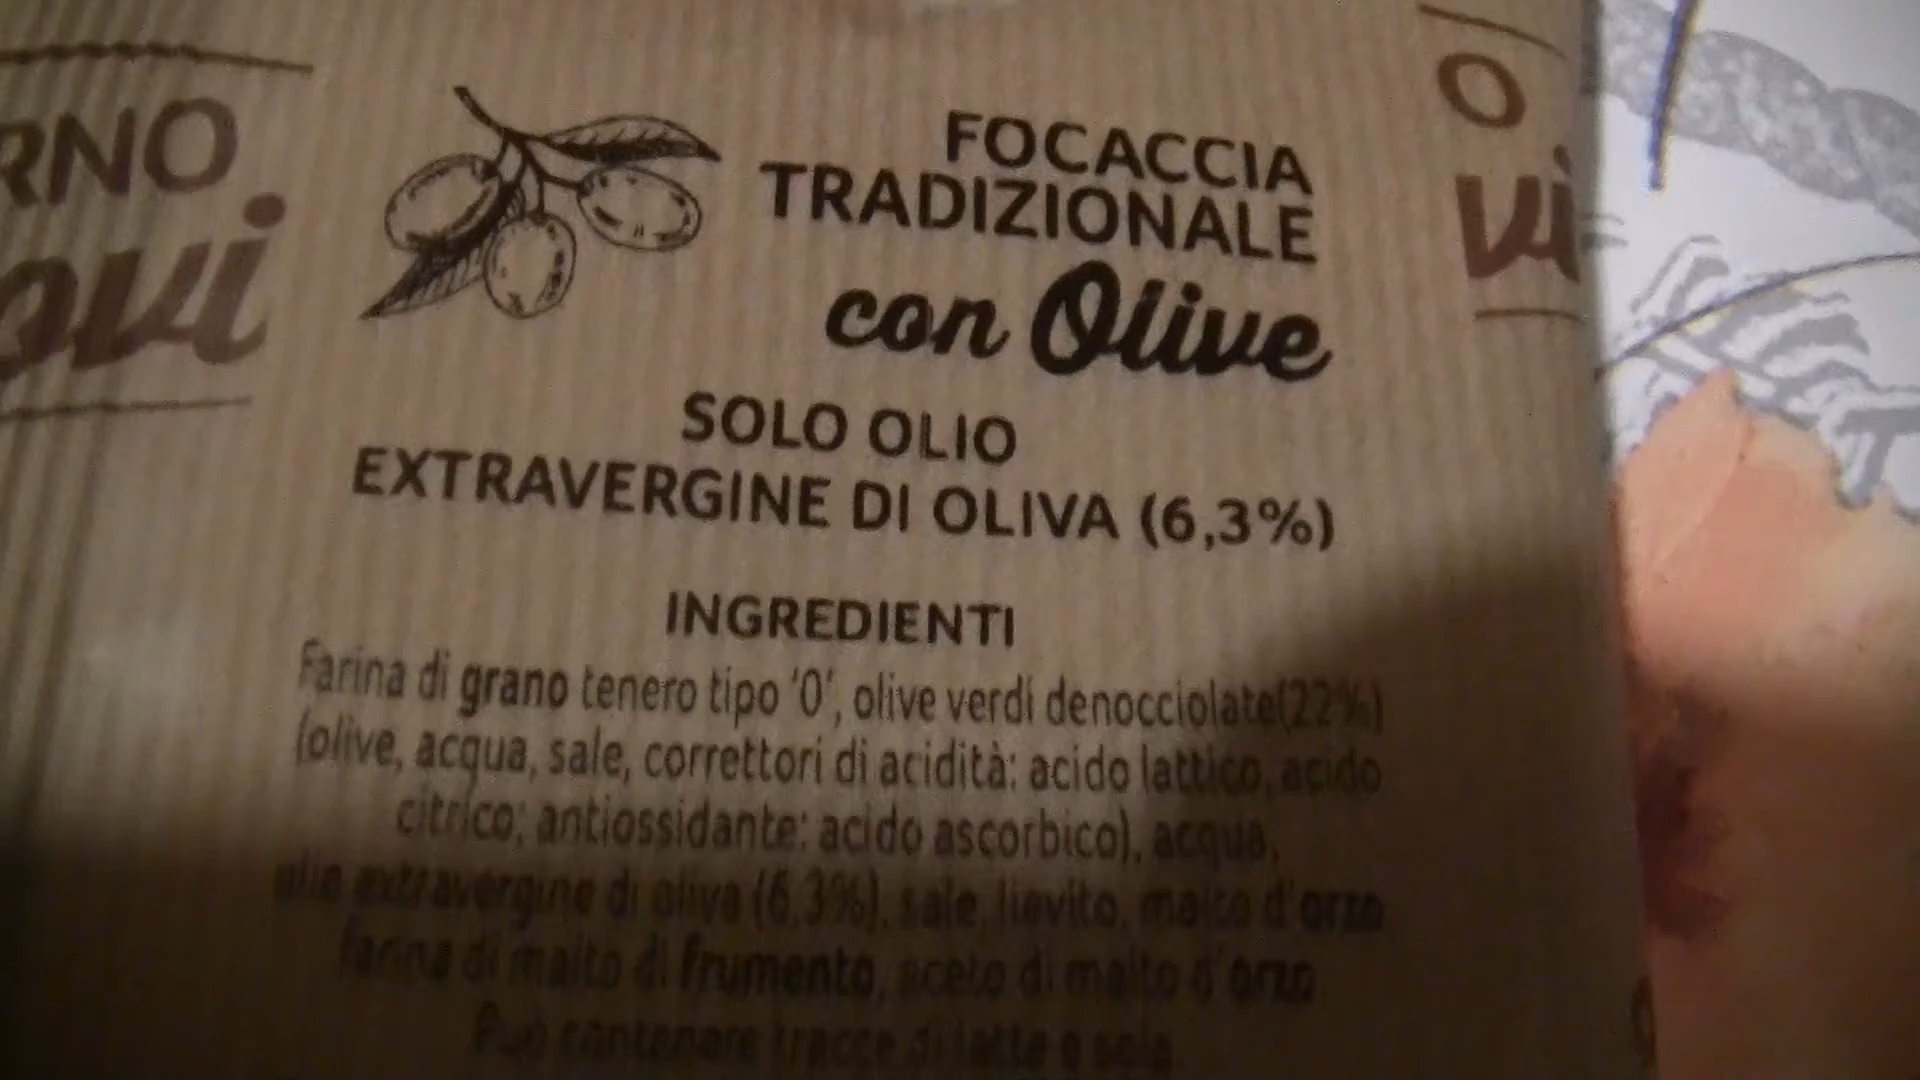 RNO
ovi
O
vi
FOCACCIA
TRADIZIONALE
con Olive
SOLO OLIO
EXTRAVERGINE DI OLIVA (6,3%)
INGREDIENTI
Farina di grano tenero tipo '0', olive verdi denocciolate(22%)
(olive, acqua, sale, correttori di acidità: acido lattico, acido
citrico; antiossidante: acido ascorbico), acqua,
olio extravergine di oliva (6,3%), sale, lievito, malto d'orzo
farina di malto di frumento, aceto di malto d'orzo
Può contenere tracce di latte e soia